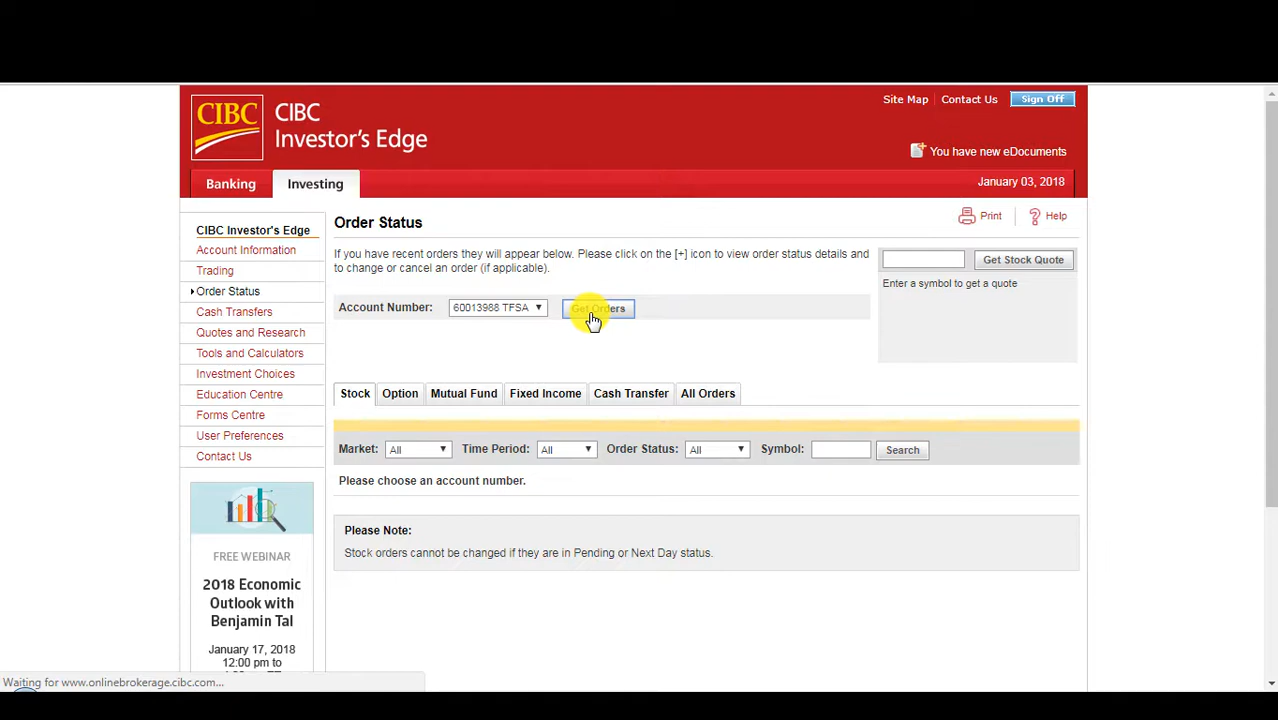 CIBC
CIBC
Investor's Edge
Site Map
Contact Us
Sign Off
You have new eDocuments
Banking
Investing
January 03, 2018
CIBC Investor's Edge
Account Information
Trading
Order Status
Cash Transfers
Quotes and Research
Tools and Calculators
Investment Choices
Education Centre
Forms Centre
User Preferences
Contact Us
FREE WEBINAR
2018 Economic
Outlook with
Benjamin Tal
January 17, 2018
12:00 pm to
Order Status
Print
Help
If you have recent orders they will appear below. Please click on the [+] icon to view order status details and
to change or cancel an order (if applicable).
Account Number: 60013988 TFSA Get Orders
Get Stock Quote
Enter a symbol to get a quote
Stock Option Mutual Fund Fixed Income Cash Transfer All Orders
Market: All Time Period: All Order Status: All Symbol: Search
Please choose an account number.
Please Note:
Stock orders cannot be changed if they are in Pending or Next Day status.
Waiting for www.onlinebrokerage.cibc.com...